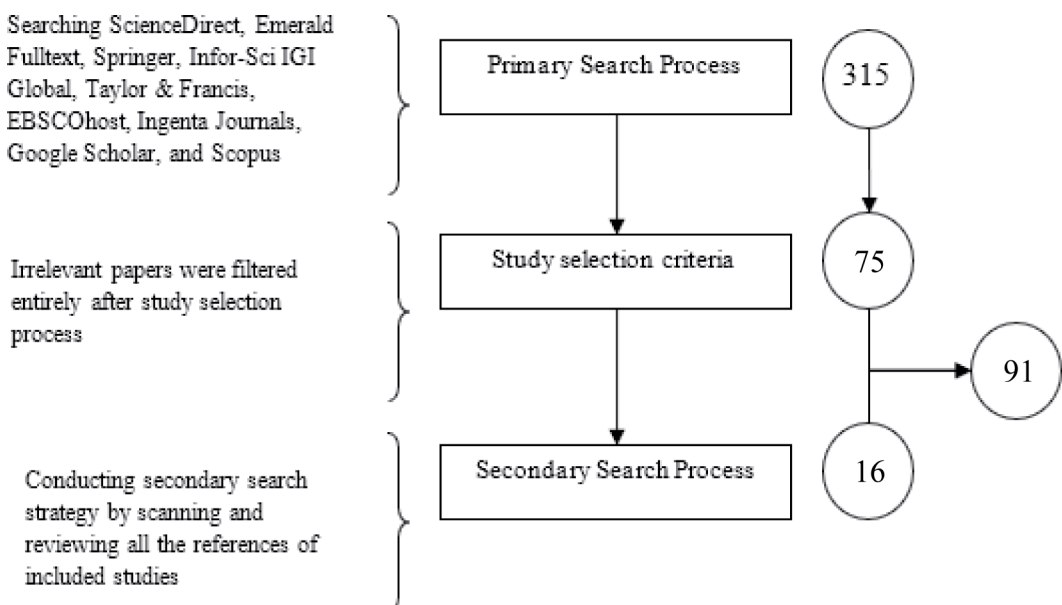 Searching ScienceDirect, Emerald
Fulltext, Springer, Infor-Sci IGI
Global, Taylor & Francis,
EBSCOhost, Ingenta Journals,
Google Scholar, and Scopus
Primary Search Process
315
Irrelevant papers were filtered
entirely after study selection
process
Study selection criteria
75
91
Conducting secondary search
strategy by scanning and
reviewing all the references of
included studies
Secondary Search Process
16